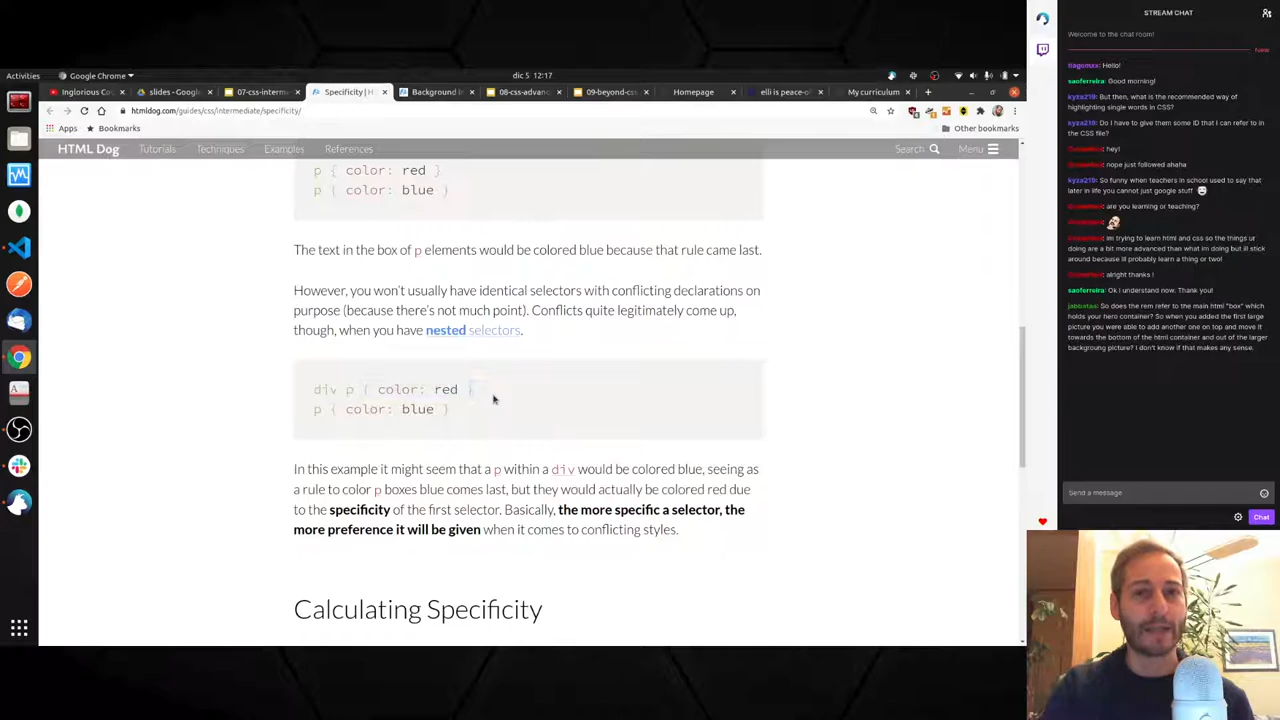 Activities
Google Chrome
dic 5 12:17
Inglorious Cou
slides - Google
07-css-interm
Specificity | H
Background I
08-css-advanc
09-beyond-cs
Homepage
elli is peace-of
My curriculum
htmldog.com/guides/css/intermediate/specificity/
Apps
Bookmarks
Other bookmarks
HTML Dog
Tutorials
Techniques
Examples
References
Search
Menu
p { color: red }
p { color: blue }
The text in the box of p elements would be colored blue because that rule came last.
However, you won't usually have identical selectors with conflicting declarations on
purpose (because there's not much point). Conflicts quite legitimately come up,
though, when you have nested selectors.
div p { color: red }
p { color: blue }
In this example it might seem that a p within a div would be colored blue, seeing as
a rule to color p boxes blue comes last, but they would actually be colored red due
to the specificity of the first selector. Basically, the more specific a selector, the
more preference it will be given when it comes to conflicting styles.
Calculating Specificity
STREAM CHAT
Welcome to the chat room!
New
tiagomxx: Hello!
saoferreira: Good morning!
kyza219: But then, what is the recommended way of
highlighting single words in CSS?
kyza219: Do I have to give them some ID that I can refer to in
the CSS file?
hey!
nope just followed ahaha
kyza219: So funny when teachers in school used to say that
later in life you cannot just google stuff
are you learning or teaching?
im trying to learn html and css so the things ur
doing are a bit more advanced than what im doing but ill stick
around because ill probably learn a thing or two!
alright thanks !
saoferreira: Ok I understand now. Thank you!
jabbataa: So does the rem refer to the main html "box" which
holds your hero container? So when you added the first large
picture you were able to add another one on top and move it
towards the bottom of the html container and out of the larger
backgroung picture? I don't know if that makes any sense.
Send a message
Chat